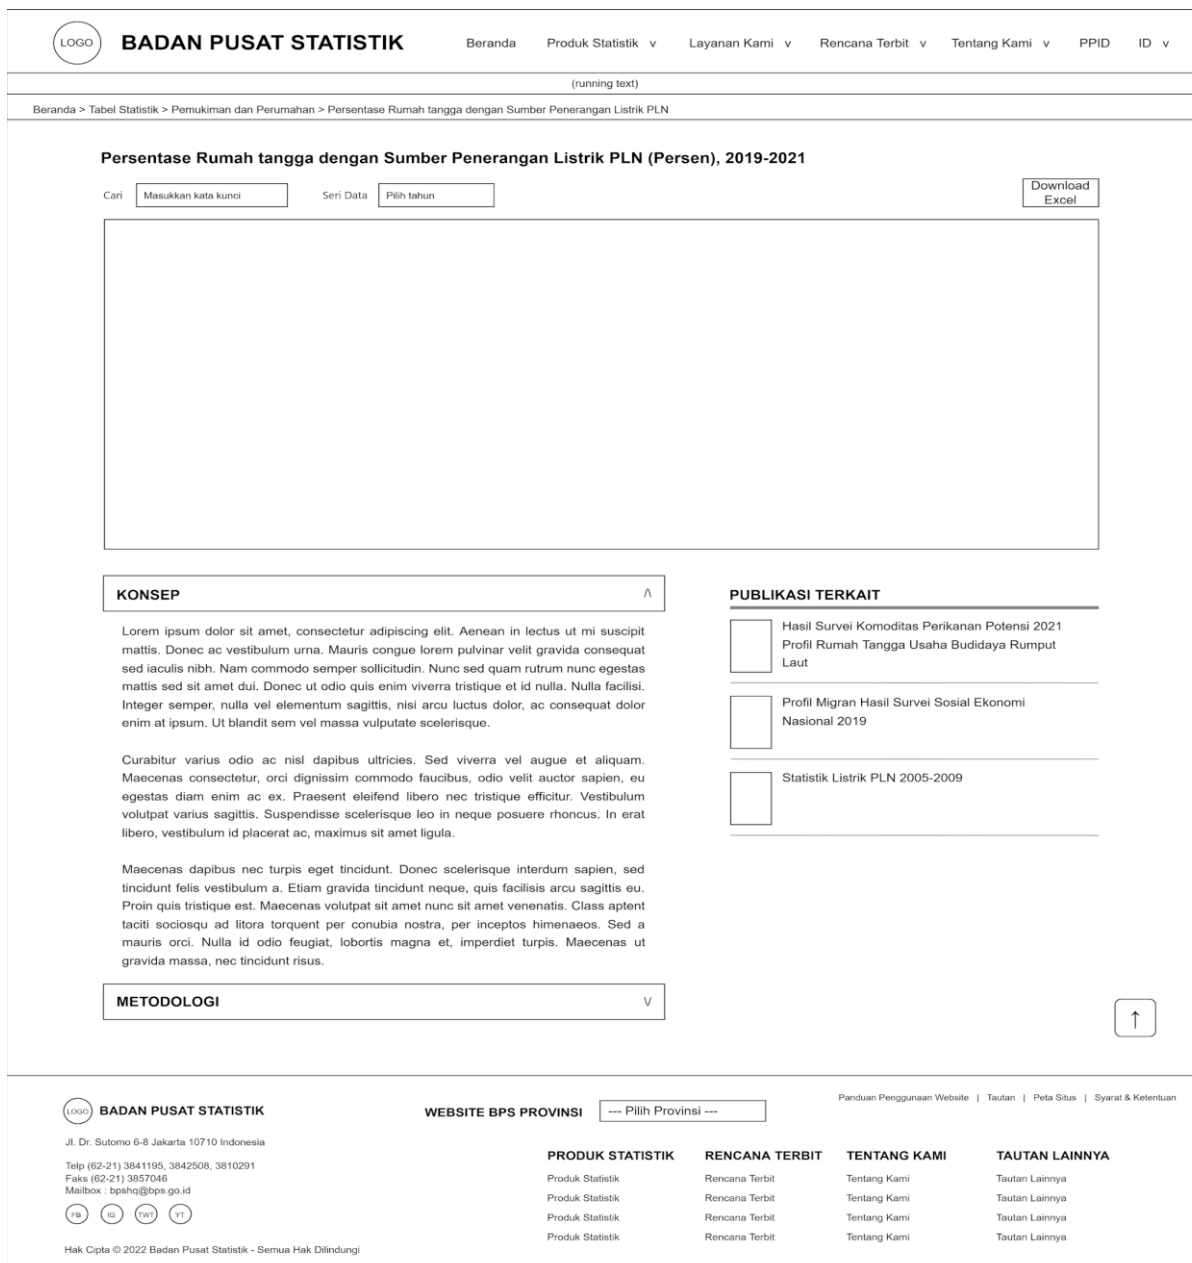 LOGO
BADAN PUSAT STATISTIK
Beranda Produk Statistik v Layanan Kami v Rencana Terbit v Tentang Kami v PPID ID v
(running text)
Beranda > Tabel Statistik > Pemukiman dan Perumahan > Persentase Rumah tangga dengan Sumber Penerangan Listrik PLN
Persentase Rumah tangga dengan Sumber Penerangan Listrik PLN (Persen), 2019-2021
Cari Masukkan kata kunci Seri Data Pilih tahun
Download
Excel
KONSEP
Lorem ipsum dolor sit amet, consectetur adipiscing elit. Aenean in lectus ut mi suscipit
mattis. Donec ac vestibulum urna. Mauris congue lorem pulvinar velit gravida consequat
sed iaculis nibh. Nam commodo semper sollicitudin. Nunc sed quam rutrum nunc egestas
mattis sed sit amet dui. Donec ut odio quis enim viverra tristique et id nulla. Nulla facilisi.
Integer semper, nulla vel elementum sagittis, nisi arcu luctus dolor, ac consequat dolor
enim at ipsum. Ut blandit sem vel massa vulputate scelerisque.
Curabitur varius odio ac nisl dapibus ultricies. Sed viverra vel augue et aliquam.
Maecenas consectetur, orci dignissim commodo faucibus, odio velit auctor sapien, eu
egestas diam enim ac ex. Praesent eleifend libero nec tristique efficitur. Vestibulum
volutpat varius sagittis. Suspendisse scelerisque leo in neque posuere rhoncus. In erat
libero, vestibulum id placerat ac, maximus sit amet ligula.
Maecenas dapibus nec turpis eget tincidunt. Donec scelerisque interdum sapien, sed
tincidunt felis vestibulum a. Etiam gravida tincidunt neque, quis facilisis arcu sagittis eu.
Proin quis tristique est. Maecenas volutpat sit amet nunc sit amet venenatis. Class aptent
taciti sociosqu ad litora torquent per conubia nostra, per inceptos himenaeos. Sed a
mauris orci. Nulla id odio feugiat, lobortis magna et, imperdiet turpis. Maecenas ut
gravida massa, nec tincidunt risus.
METODOLOGI v
PUBLIKASI TERKAIT
Hasil Survei Komoditas Perikanan Potensi 2021
Profil Rumah Tangga Usaha Budidaya Rumput
Laut
Profil Migran Hasil Survei Sosial Ekonomi
Nasional 2019
Statistik Listrik PLN 2005-2009
↑
LOGO BADAN PUSAT STATISTIK
Jl. Dr. Sutomo 6-8 Jakarta 10710 Indonesia
Telp (62-21) 3841195, 3842508, 3810291
Faks (62-21) 3857046
Mailbox : bpshq@bps.go.id
FB IG TWT YT
Hak Cipta © 2022 Badan Pusat Statistik - Semua Hak Dilindungi
WEBSITE BPS PROVINSI --- Pilih Provinsi ---
Panduan Penggunaan Website | Tautan | Peta Situs | Syarat & Ketentuan
PRODUK STATISTIK RENCANA TERBIT TENTANG KAMI TAUTAN LAINNYA
Produk Statistik Rencana Terbit Tentang Kami Tautan Lainnya
Produk Statistik Rencana Terbit Tentang Kami Tautan Lainnya
Produk Statistik Rencana Terbit Tentang Kami Tautan Lainnya
Produk Statistik Rencana Terbit Tentang Kami Tautan Lainnya